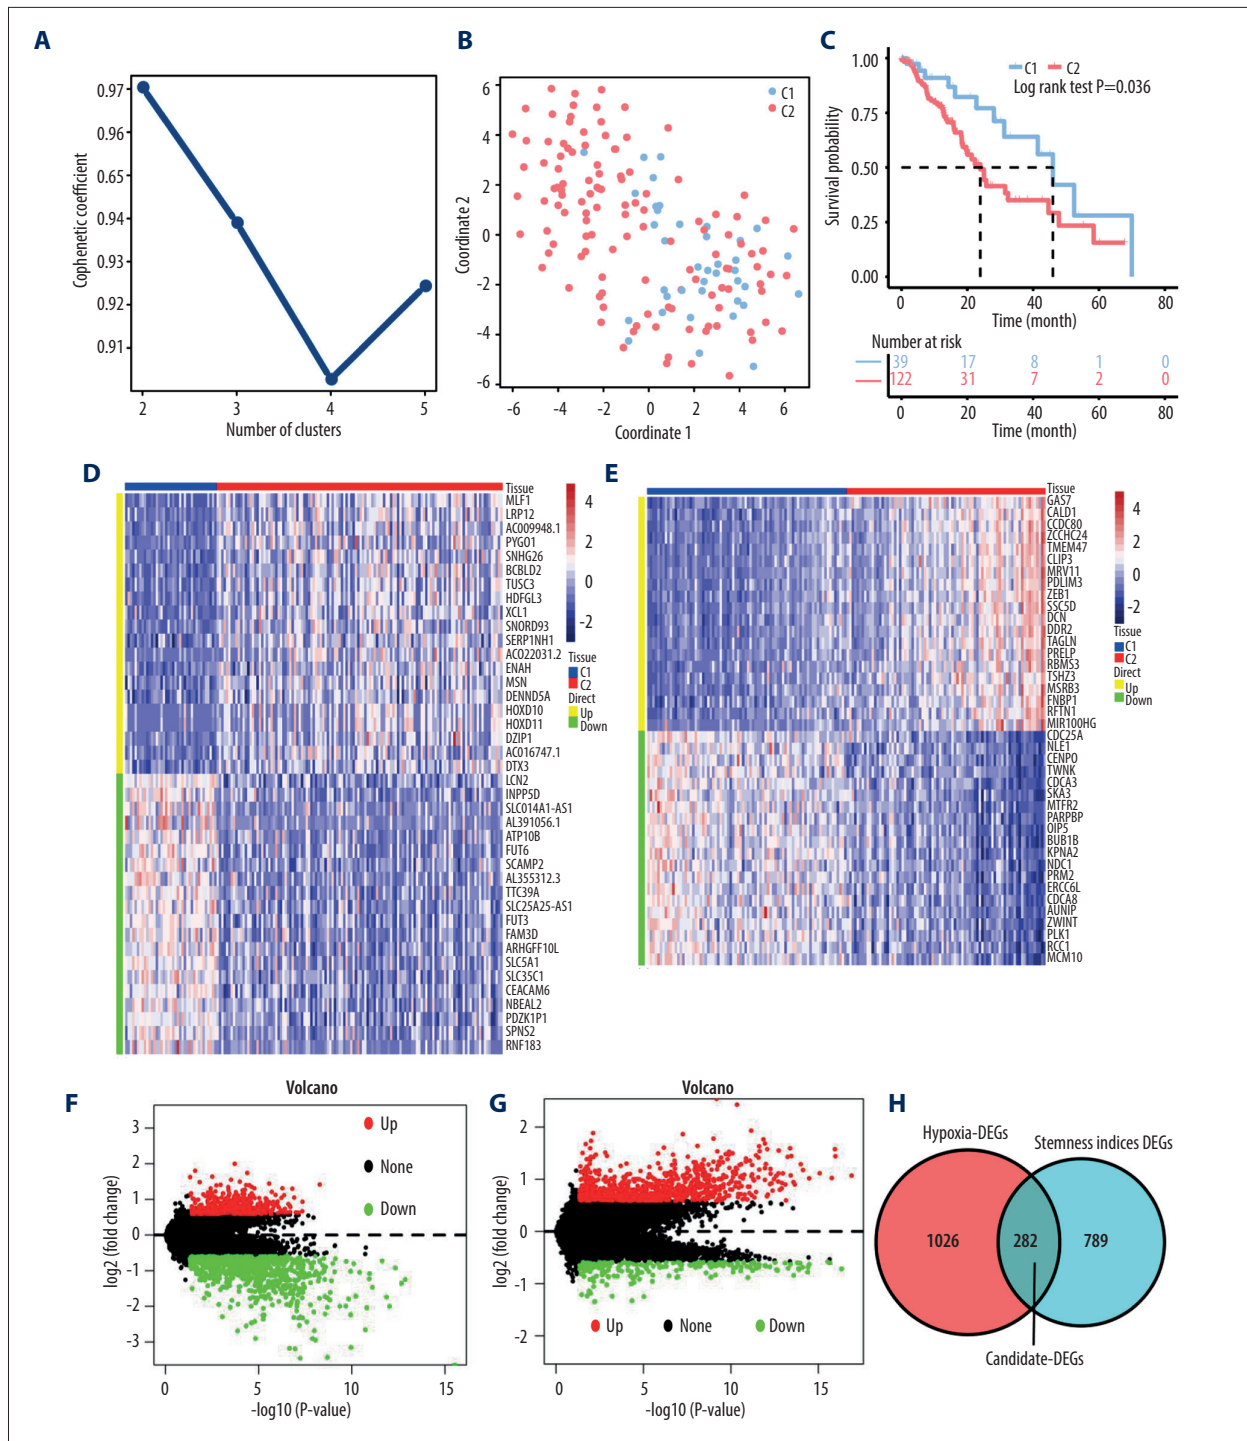 A
B
C
0.97
0.96
0.65
0.94
0.93
0.92
0.91
Cophenetic coefficient
2
3
4
5
Number of clusters
6
4
2
0
-2
-4
-6
Coordinate 2
C1
C2
-6
-4
-2
0
2
4
6
Coordinate 1
1.00
0.75
0.50
0.25
0.00
Survival probability
C1 C2
Log rank test P=0.036
0 20 40 60 80
Time (month)
Number at risk
39 17 8 1 0
122 31 7 2 0
0 20 40 60 80
Time (month)
D
Tissue
MLF1
LRP12
AC009948.1
PYGO1
SNHG26
BCBLD2
TUSC3
HDFGL3
XCL1
SNORD93
SERP1NH1
AC022031.2
ENAH
MSN
DENND5A
HOXD10
HOXD11
DZIP1
AC016747.1
DTX3
LCN2
INPP5D
SLC014A1-AS1
AL391056.1
ATP10B
FUT6
SCAMP2
AL355312.3
TTC39A
SLC25A25-AS1
FUT3
FAM3D
ARHGFF10L
SLC5A1
SLC35C1
CEACAM6
NBEAL2
PDZK1P1
SPNS2
RNF183
4
2
0
-2
Tissue
C1
C2
Direct
Up
Down
E
Tissue
GAS7
CALD1
CCDC80
ZCCHC24
TMEM47
CLIP3
MRV11
PDLIM3
ZEB1
SSC5D
DCN
DDR2
TAGLN
PRELP
RBMS3
TSHZ3
MSRB3
FNBP1
RFTN1
MIR100HG
CDC25A
NLE1
CENPO
TWNK
CDCA3
SKA3
MTFR2
PARPBP
OIP5
BUB1B
KPNA2
NDC1
PRM2
ERCC6L
CDCA8
AUNIP
ZWINT
PLK1
RCC1
MCM10
4
2
0
-2
Tissue
C1
C2
Direct
Up
Down
F
Volcano
3
2
1
0
-1
-2
-3
log2 (fold change)
Up
None
Down
0 5 10 15
-log10 (P-value)
G
Volcano
2
1
0
-1
-2
log2 (fold change)
Up None Down
0 5 10 15
-log10 (P-value)
H
Hypoxia-DEGs
Stemness indices DEGs
1026 282 789
Candidate-DEGs